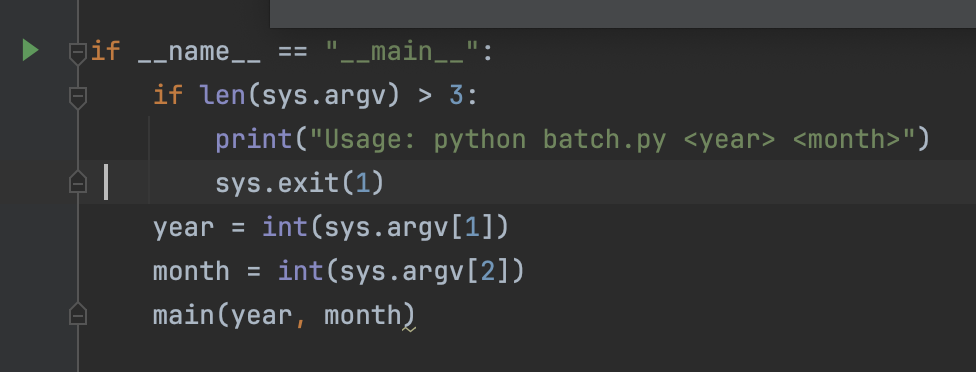 if __name__ == "__main__":
    if len(sys.argv) > 3:
        print("Usage: python batch.py <year> <month>")
        sys.exit(1)
    year = int(sys.argv[1])
    month = int(sys.argv[2])
    main(year, month)